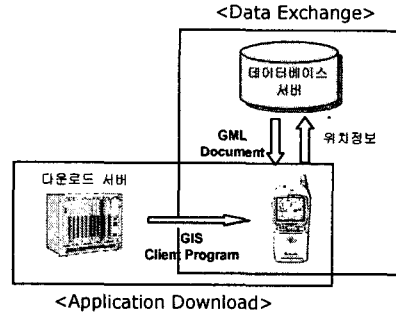 <Data Exchange>
데이터베이스
서버
GML
Document
위치정보
다운로드 서버
GIS
Client Program
<Application Download>